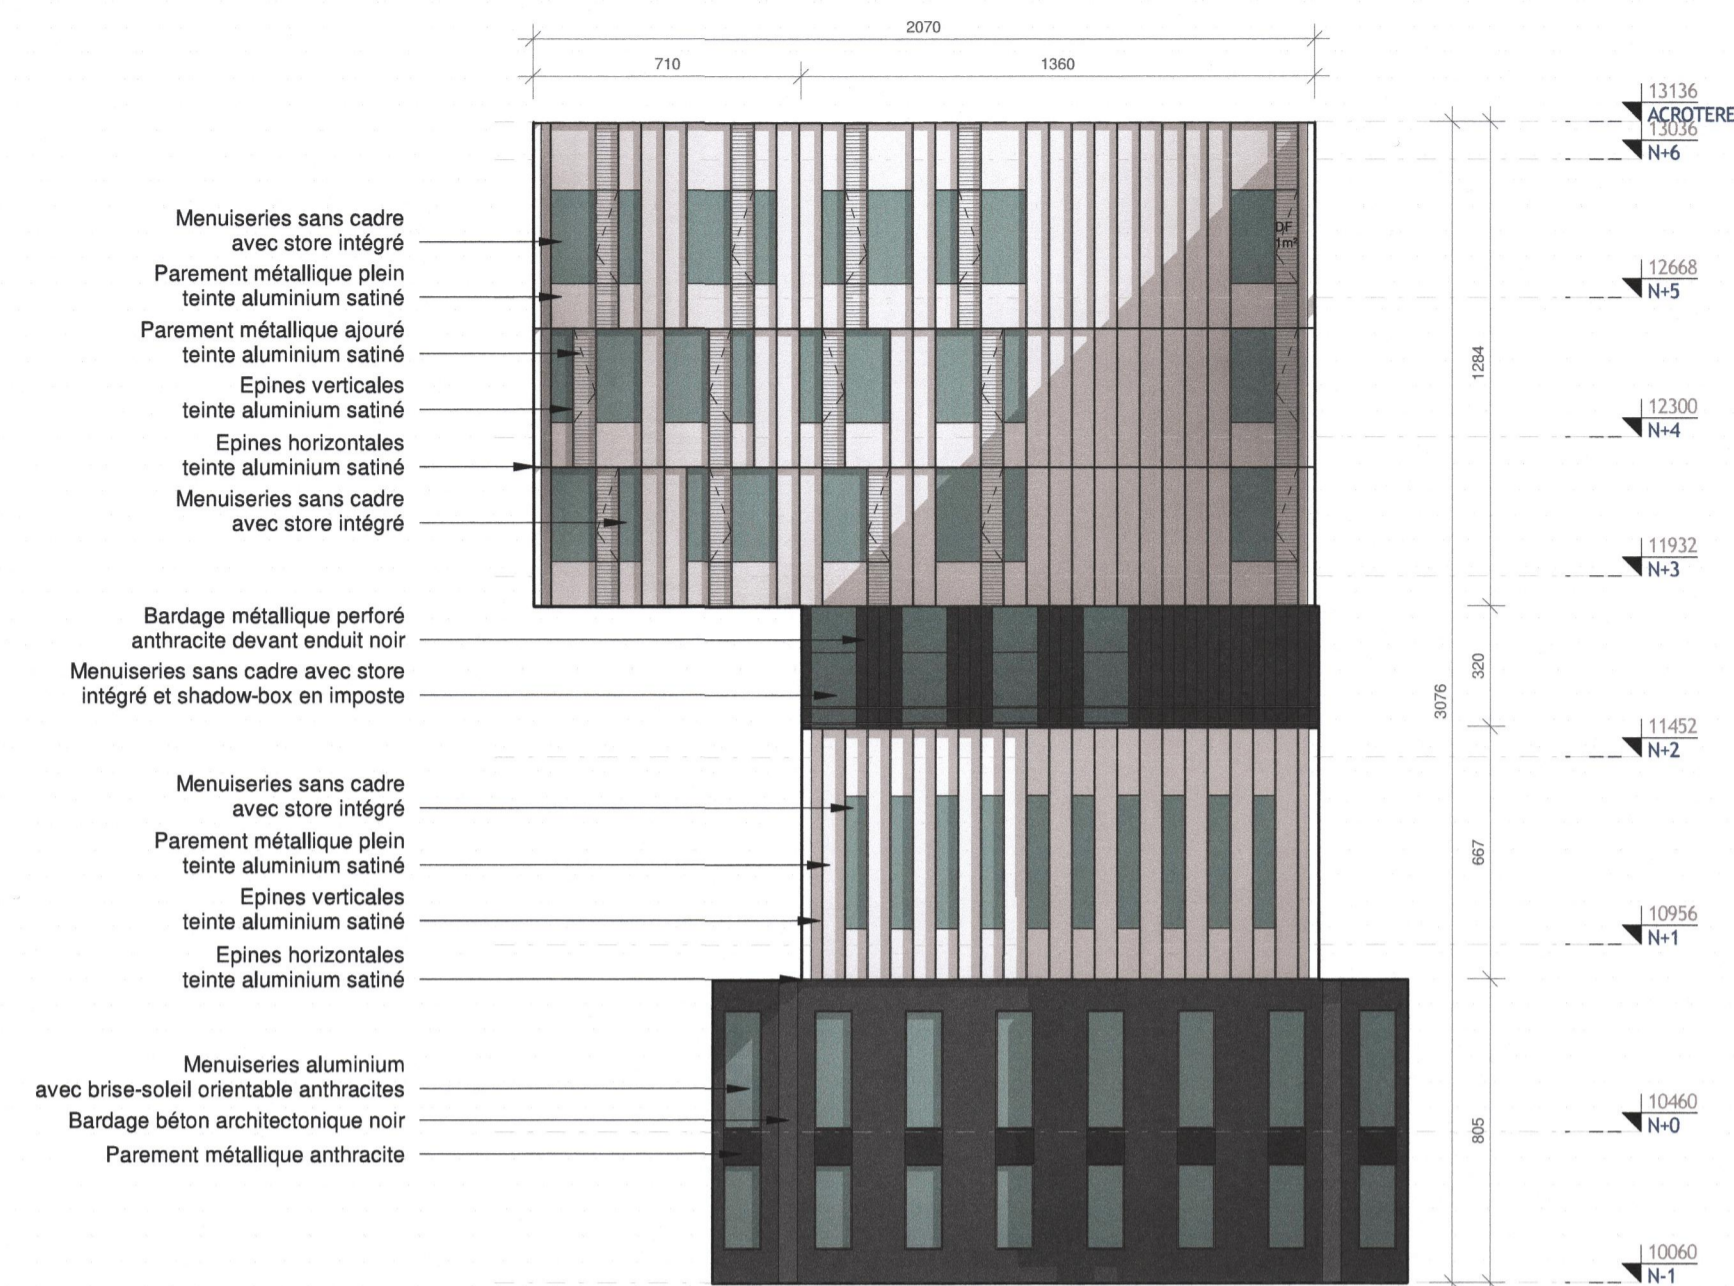 2070
710
1360
Menuiseries sans cadre
avec store intégré
Parement métallique plein
teinte aluminium satiné
Parement métallique ajouré
teinte aluminium satiné
Epines verticales
teinte aluminium satiné
Epines horizontales
teinte aluminium satiné
Menuiseries sans cadre
avec store intégré
Bardage métallique perforé
anthracite devant enduit noir
Menuiseries sans cadre avec store
intégré et shadow-box en imposte
Menuiseries sans cadre
avec store intégré
Parement métallique plein
teinte aluminium satiné
Epines verticales
teinte aluminium satiné
Epines horizontales
teinte aluminium satiné
Menuiseries aluminium
avec brise-soleil orientable anthracites
Bardage béton architectonique noir
Parement métallique anthracite
DF
1m²
1284
320
3076
667
805
13136
ACROTERE
13036
N+6
12668
N+5
12300
N+4
11932
N+3
11452
N+2
10956
N+1
10460
N+0
10060
N-1